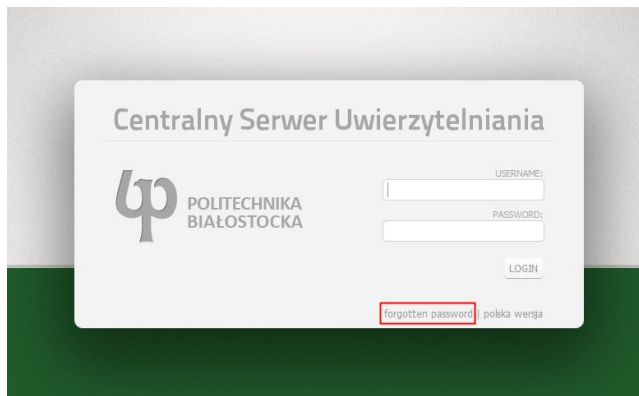 Centralny Serwer Uwierzytelniania
POLITECHNIKA
BIAŁOSTOCKA
USERNAME:
PASSWORD:
LOGIN
forgotten password | polska wersja